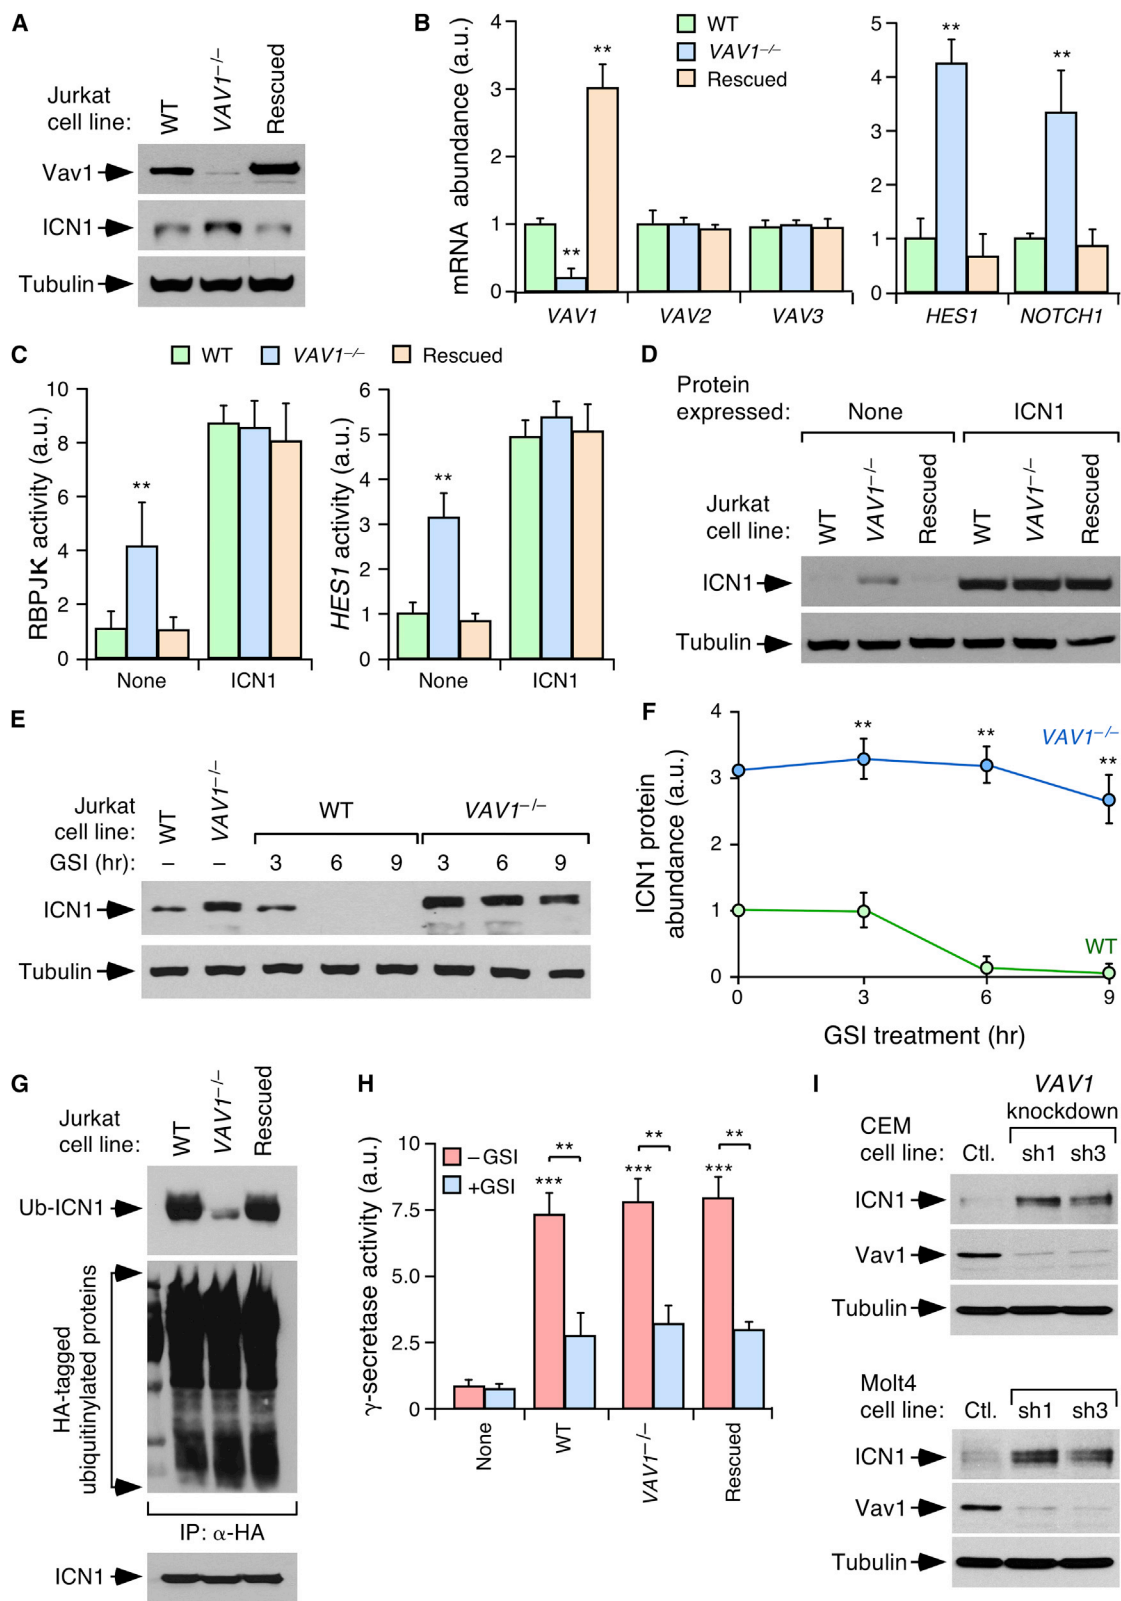 A
Jurkat
cell line:
WT
VAV1–/–
Rescued
Vav1
ICN1
Tubulin
B
mRNA abundance (a.u.)
4
3
2
2
1
0
WT
VAV1–/–
Rescued
**
**
VAV1
VAV2
VAV3
5
4
3
2
1
0
**
**
HES1
NOTCH1
C
WT
VAV1–/–
Rescued
RBPJK activity (a.u.)
10
8
6
4
2
0
**
None
ICN1
HES1 activity (a.u.)
6
5
4
3
2
1
0
**
None
ICN1
D
Protein
expressed:
None
ICN1
Jurkat
cell line:
WT
VAV1–/–
Rescued
WT
VAV1–/–
Rescued
ICN1
Tubulin
E
Jurkat
cell line:
WT
VAV1–/–
WT
VAV1–/–
GSI (hr):
– – 3 6 9 3 6 9
ICN1
Tubulin
F
ICN1 protein
abundance (a.u.)
4
3
2
1
0
**
**
**
VAV1–/–
WT
0 3 6 9
GSI treatment (hr)
G
Jurkat
cell line:
WT
VAV1–/–
Rescued
Ub-ICN1
HA-tagged
ubiquitinylated proteins
IP: α-HA
ICN1
H
γ-secretase activity (a.u.)
10
7.5
5.0
2.5
0
– GSI
+GSI
***
**
***
**
***
**
None
WT
VAV1–/–
Rescued
I
VAV1
knockdown
CEM
cell line:
Ctl. sh1 sh3
ICN1
Vav1
Tubulin
Molt4
cell line:
Ctl. sh1 sh3
ICN1
Vav1
Tubulin